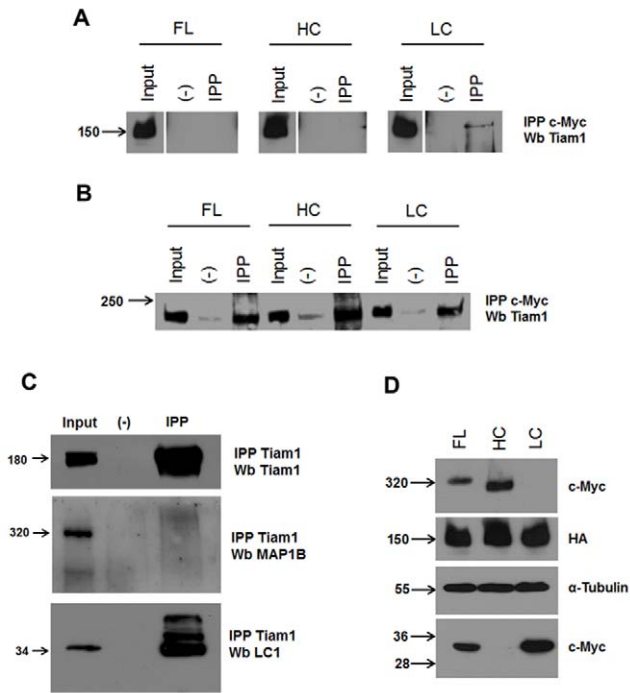 A
FL HC LC
Input (-) IPP Input (-) IPP Input (-) IPP
150
IPP c-Myc
Wb Tiam1
B
FL HC LC
Input (-) IPP Input (-) IPP Input (-) IPP
250
IPP c-Myc
Wb Tiam1
C
Input (-) IPP
180
IPP Tiam1
Wb Tiam1
320
IPP Tiam1
Wb MAP1B
34
IPP Tiam1
Wb LC1
D
FL HC LC
320 c-Myc
150 HA
55 α-Tubulin
36 c-Myc
28